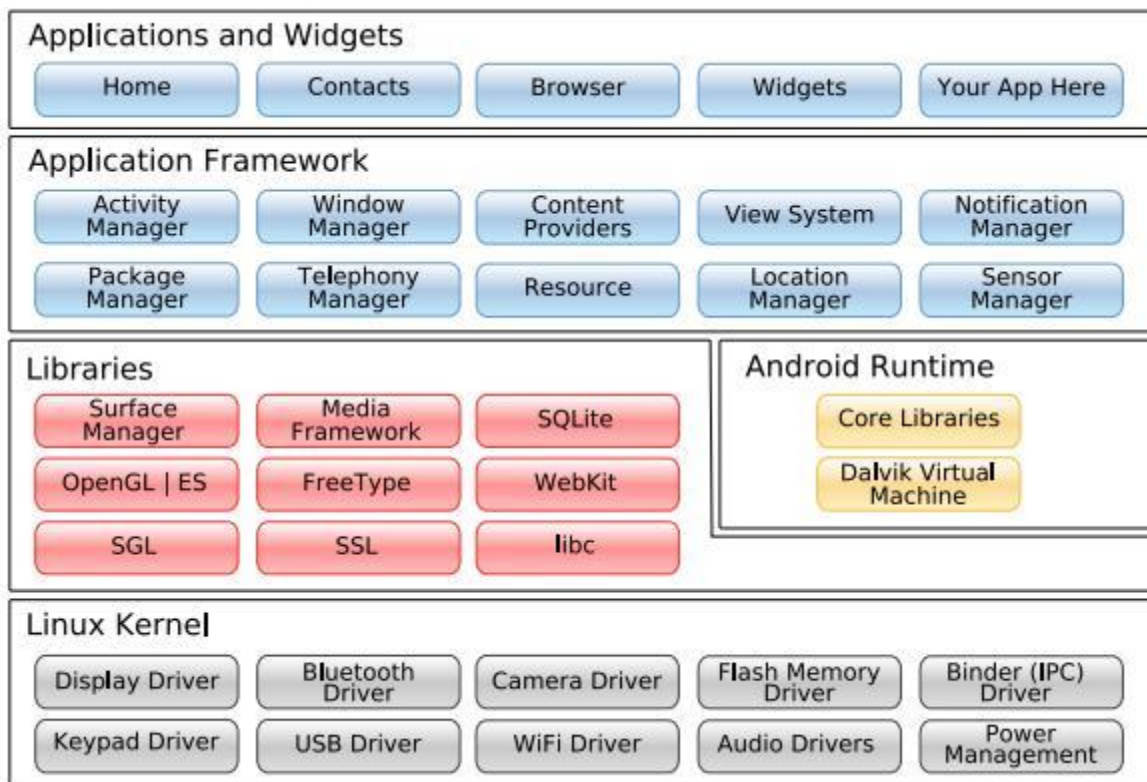 Applications and Widgets
Home
Contacts
Browser
Widgets
Your App Here
Application Framework
Activity
Manager
Window
Manager
Content
Providers
View System
Notification
Manager
Package
Manager
Telephony
Manager
Resource
Location
Manager
Sensor
Manager
Libraries
Surface
Manager
Media
Framework
SQLite
OpenGL | ES
FreeType
WebKit
SGL
SSL
libc
Android Runtime
Core Libraries
Dalvik Virtual
Machine
Linux Kernel
Display Driver
Bluetooth
Driver
Camera Driver
Flash Memory
Driver
Binder (IPC)
Driver
Keypad Driver
USB Driver
WiFi Driver
Audio Drivers
Power
Management